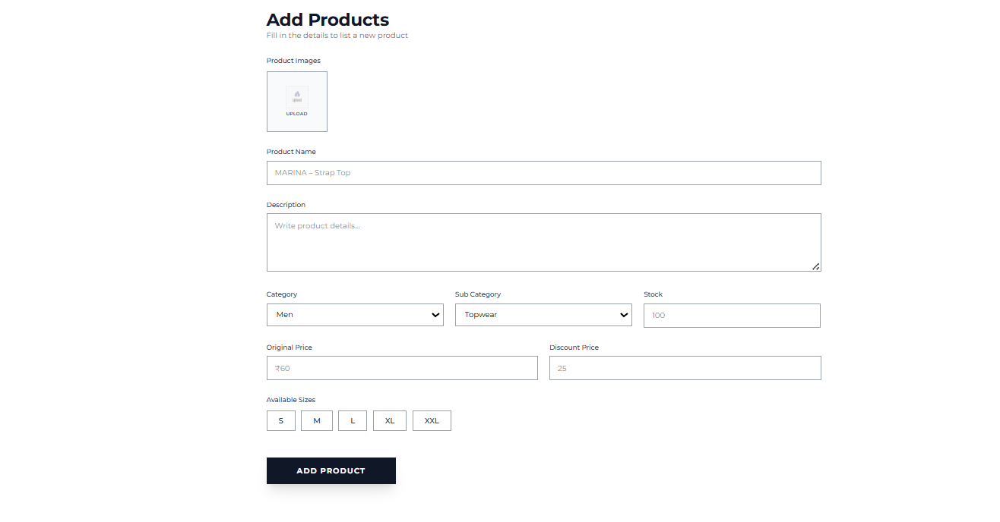 Add Products
Fill in the details to list a new product
Product Images
upload
UPLOAD
Product Name
MARINA – Strap Top
Description
Write product details...
Category
Sub Category
Stock
Men
Topwear
100
Original Price
Discount Price
₹60
25
Available Sizes
S
M
L
XL
XXL
ADD PRODUCT